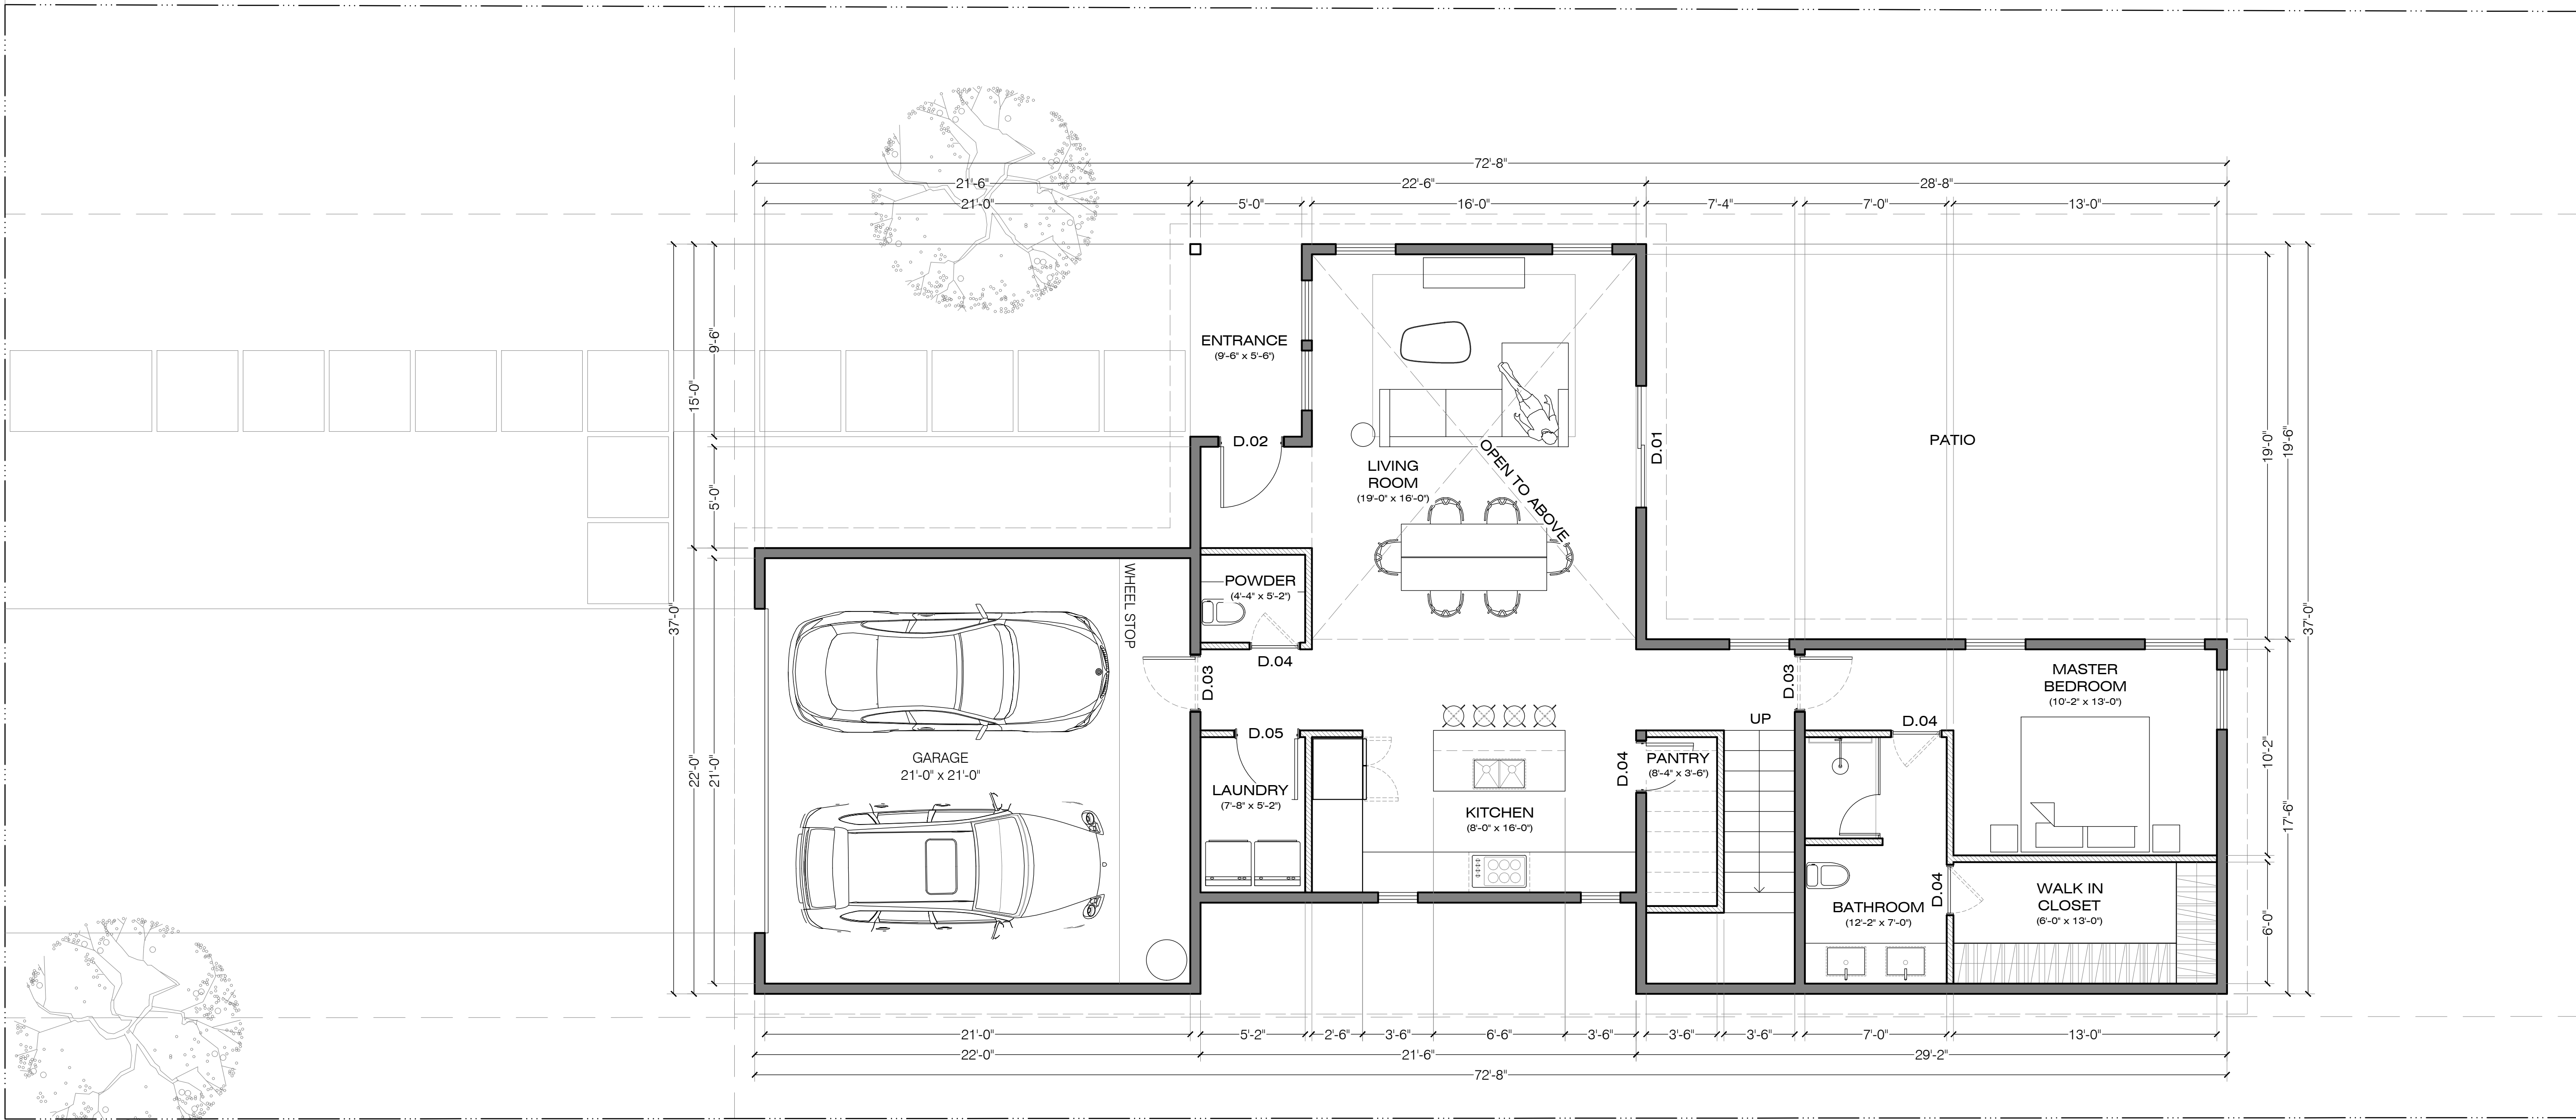 72'-8"
21'-6"
22'-6"
28'-8"
21'-0"
5'-0"
16'-0"
7'-4"
7'-0"
13'-0"
37'-0"
15'-0"
22'-0"
9'-6"
5'-0"
21'-0"
ENTRANCE
(9'-6" x 5'-6")
D.02
LIVING
ROOM
(19'-0" x 16'-0")
OPEN TO ABOVE
D.01
PATIO
19'-0"
19'-6"
37'-0"
10'-2"
17'-6"
6'-0"
WHEEL STOP
POWDER
(4'-4" x 5'-2")
D.04
D.03
GARAGE
21'-0" x 21'-0"
D.05
LAUNDRY
(7'-8" x 5'-2")
KITCHEN
(8'-0" x 16'-0")
D.04
PANTRY
(8'-4" x 3'-6")
UP
D.03
D.04
MASTER
BEDROOM
(10'-2" x 13'-0")
BATHROOM
(12'-2" x 7'-0")
D.04
WALK IN
CLOSET
(6'-0" x 13'-0")
21'-0"
5'-2"
2'-6"
3'-6"
6'-6"
3'-6"
3'-6"
3'-6"
7'-0"
13'-0"
22'-0"
21'-6"
29'-2"
72'-8"